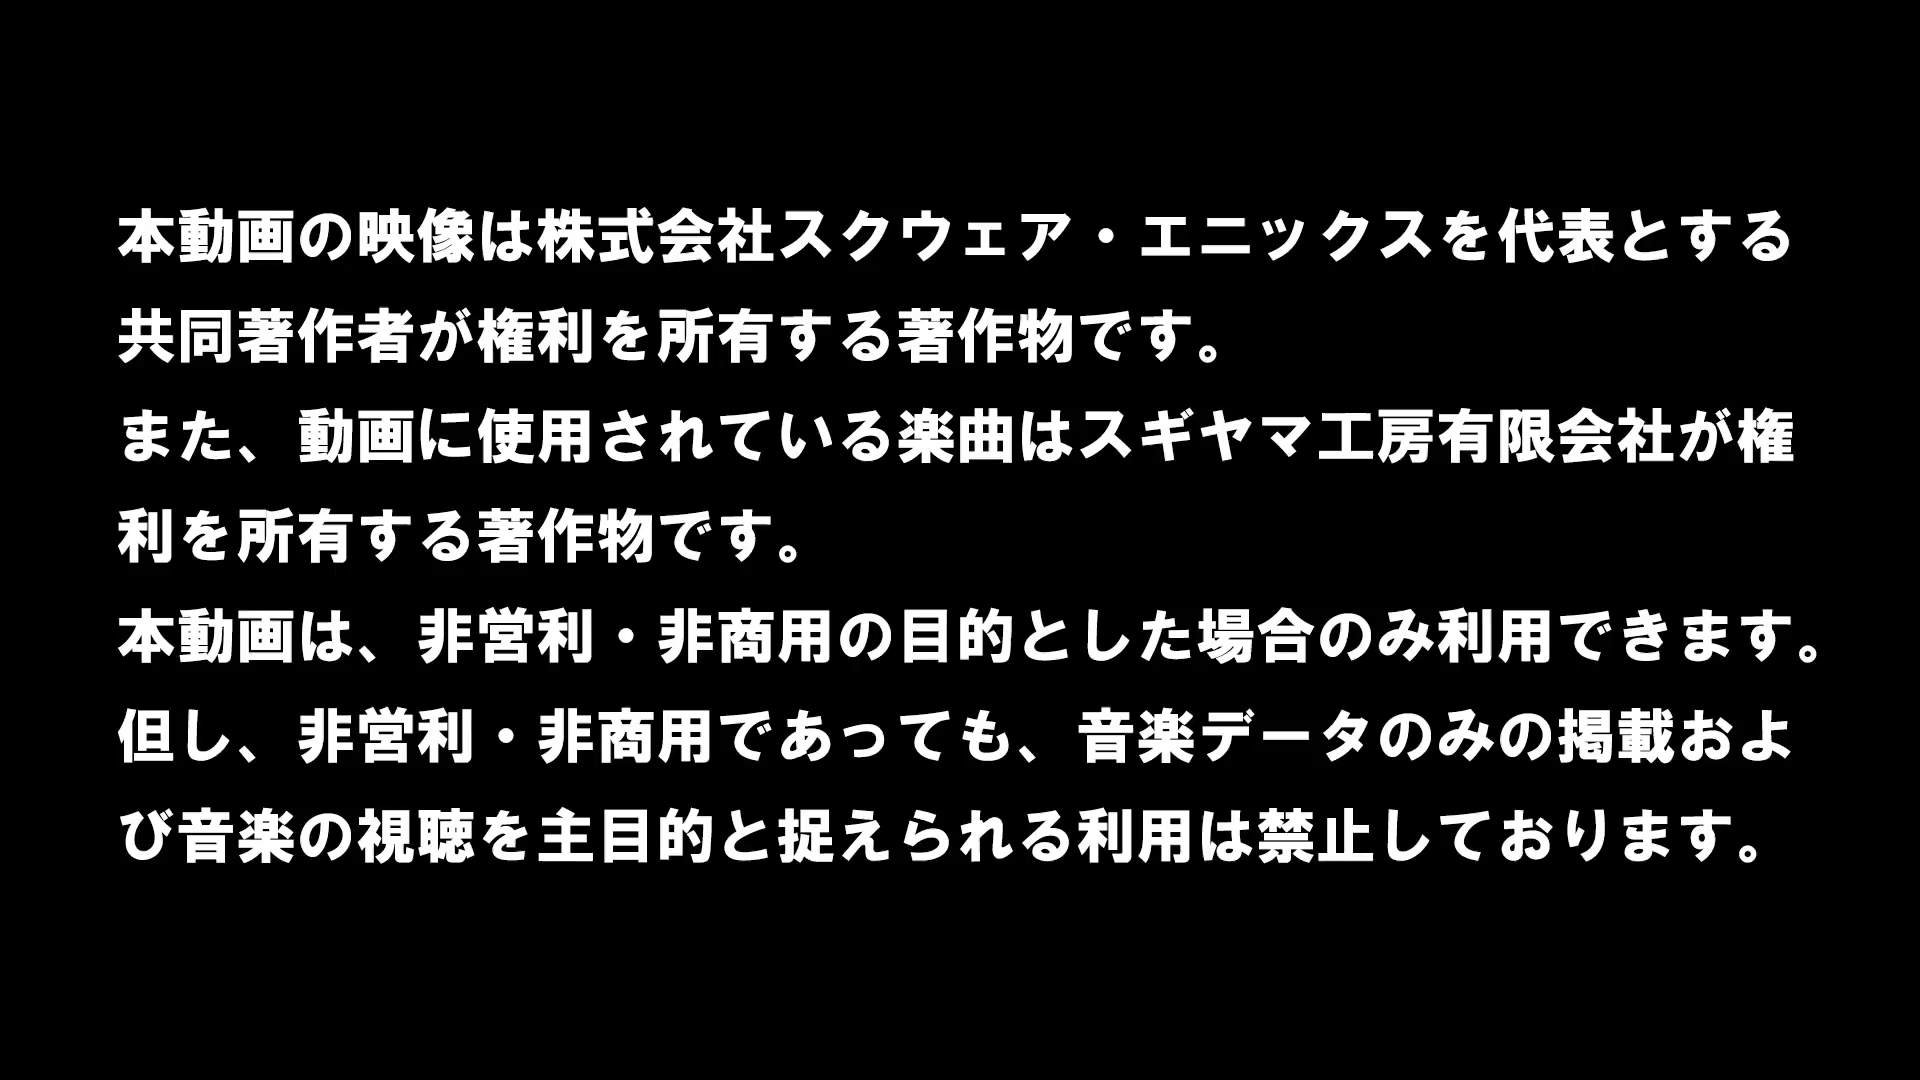 本動画の映像は株式会社スクウェア・エニックスを代表とする
共同著作者が権利を所有する著作物です。
また、動画に使用されている楽曲はスギヤマ工房有限会社が権
利を所有する著作物です。
本動画は、非営利・非商用の目的とした場合のみ利用できます。
但し、非営利・非商用であっても、音楽データのみの掲載およ
び音楽の視聴を主目的と捉えられる利用は禁止しております。